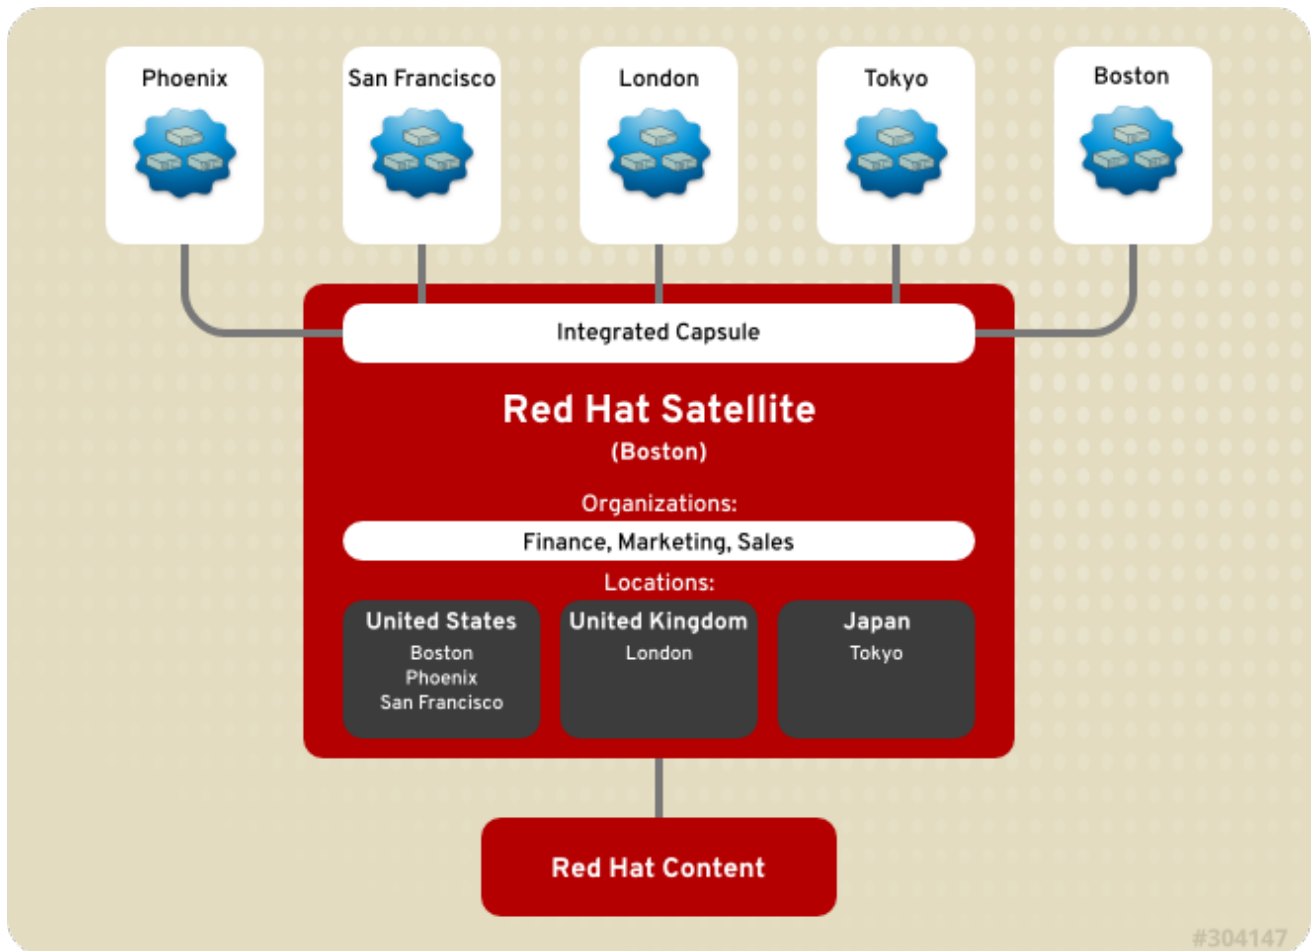 Phoenix
San Francisco
London
Tokyo
Boston
Integrated Capsule
Red Hat Satellite
(Boston)
Organizations:
Finance, Marketing, Sales
Locations:
United States
Boston
Phoenix
San Francisco
United Kingdom
London
Japan
Tokyo
Red Hat Content
#304147